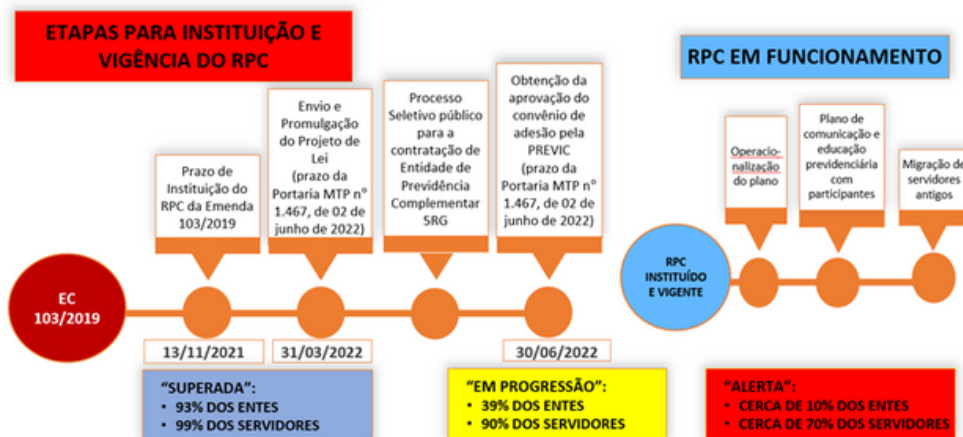 ETAPAS PARA INSTITUIÇÃO E
VIGÊNCIA DO RPC
RPC EM FUNCIONAMENTO
Prazo de
Instituição do
RPC da Emenda
103/2019
Envio e
Promulgação
do Projeto de
Lei
(prazo da
Portaria MTP nº
1.467, de 02 de
junho de 2022)
Processo
Seletivo público
para a
contratação de
Entidade de
Previdência
Complementar
SRG
Obtenção da
aprovação do
convênio de
adesão pela
PREVIC
(prazo da
Portaria MTP nº
1.467, de 02 de
junho de 2022)
Operacio-
nalização
do plano
Plano de
comunicação e
educação
previdenciária
com
participantes
Migração de
servidores
antigos
EC
103/2019
RPC
INSTITUÍDO
E VIGENTE
13/11/2021
31/03/2022
30/06/2022
"SUPERADA":
• 93% DOS ENTES
• 99% DOS SERVIDORES
"EM PROGRESSÃO":
• 39% DOS ENTES
• 90% DOS SERVIDORES
"ALERTA":
• CERCA DE 10% DOS ENTES
• CERCA DE 70% DOS SERVIDORES